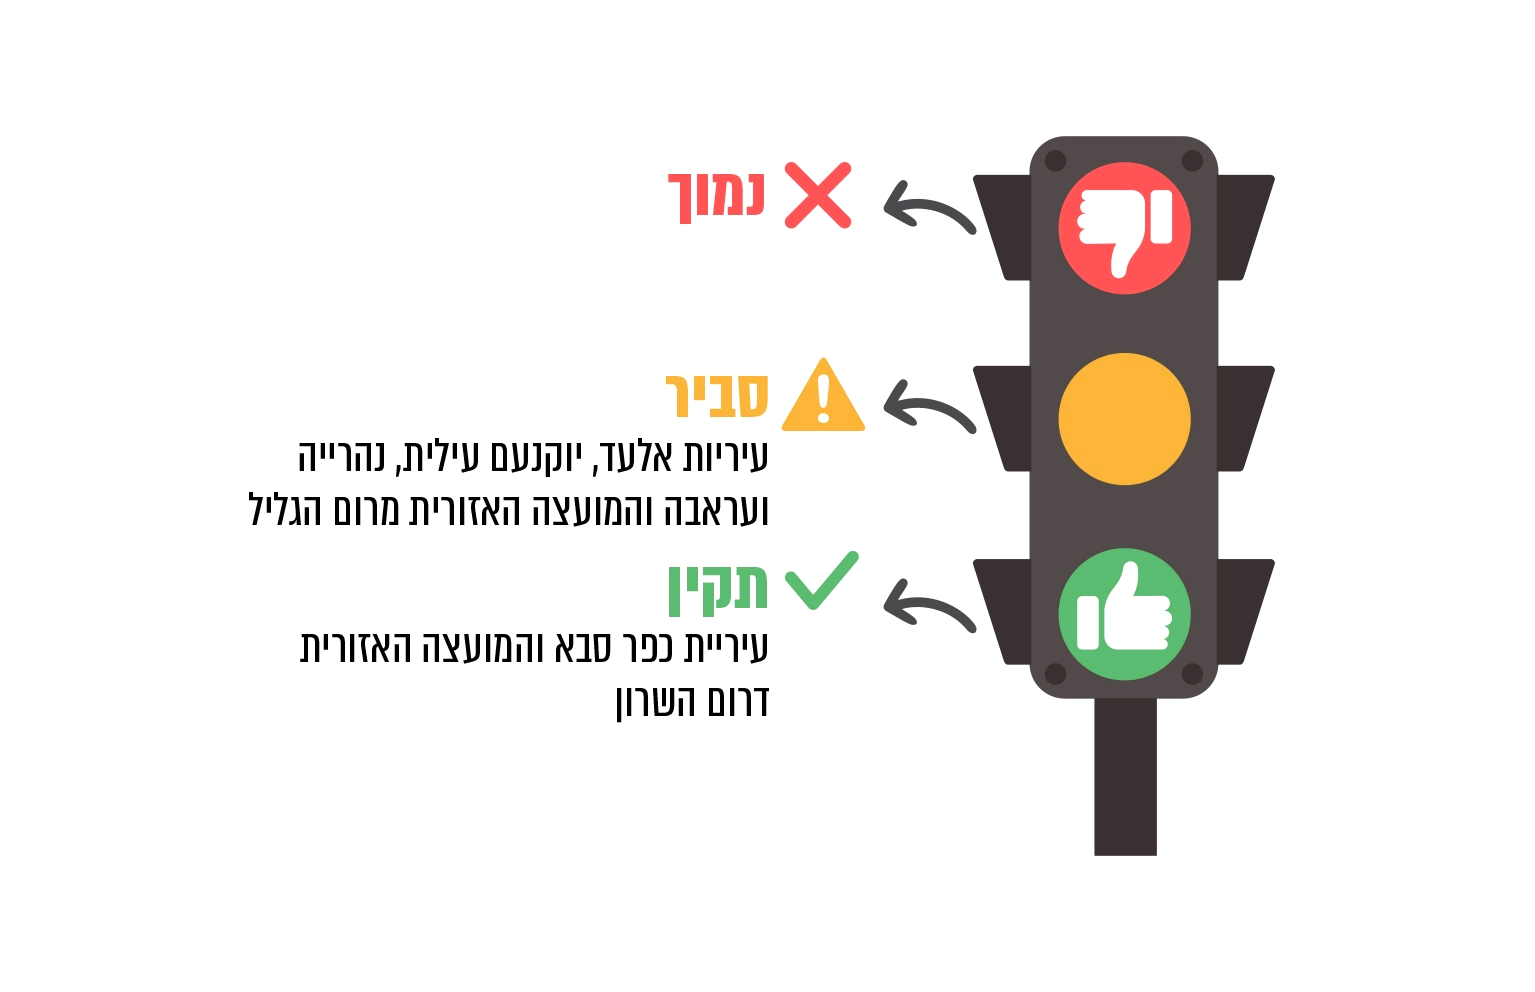 נמוך
סביר
עיריות אלעד, יוקנעם עילית, נהרייה
ועראבה והמועצה האזורית מרום הגליל
תקין
עיריית כפר סבא והמועצה האזורית
דרום השרון